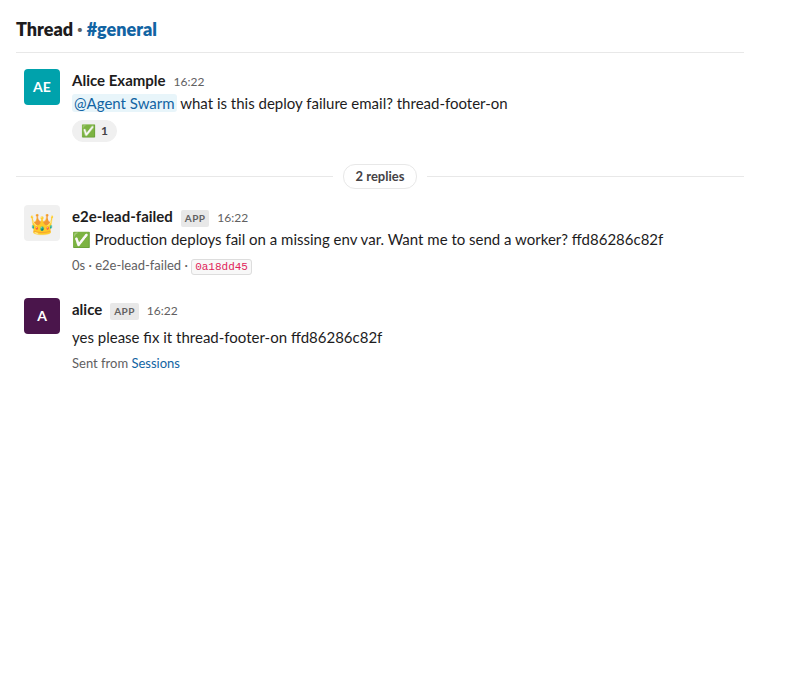 Thread • #general
AE
Alice Example 16:22
@Agent Swarm what is this deploy failure email? thread-footer-on
✅ 1
2 replies
e2e-lead-failed APP 16:22
✅ Production deploys fail on a missing env var. Want me to send a worker? ffd86286c82f
0s · e2e-lead-failed · 0a18dd45
A
alice APP 16:22
yes please fix it thread-footer-on ffd86286c82f
Sent from Sessions